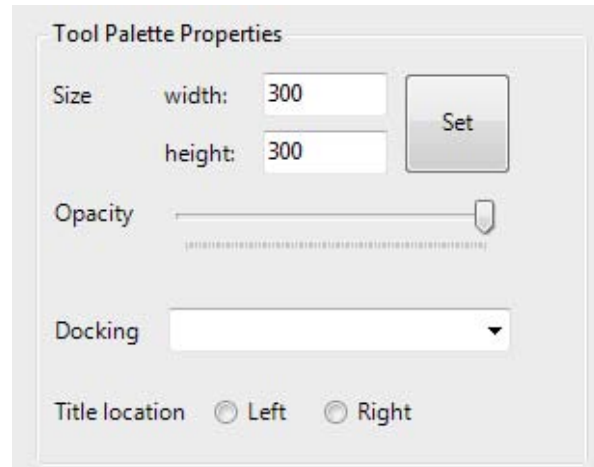 Tool Palette Properties
Size width: 300
Set
height: 300
Opacity
Docking
Title location Left Right